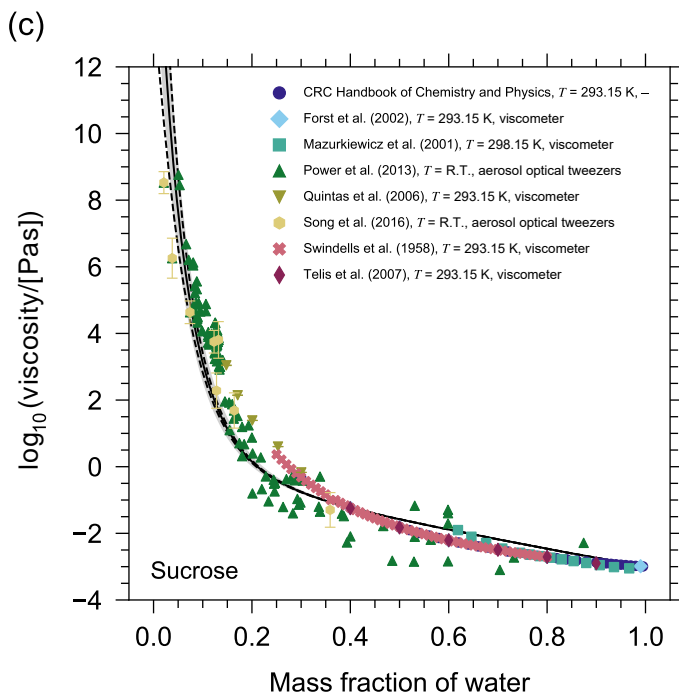 (c)
12
10
8
6
4
2
0
−2
−4
log10(viscosity/[Pas])
CRC Handbook of Chemistry and Physics, T = 293.15 K, –
Forst et al. (2002), T = 293.15 K, viscometer
Mazurkiewicz et al. (2001), T = 298.15 K, viscometer
Power et al. (2013), T = R.T., aerosol optical tweezers
Quintas et al. (2006), T = 293.15 K, viscometer
Song et al. (2016), T = R.T., aerosol optical tweezers
Swindells et al. (1958), T = 293.15 K, viscometer
Telis et al. (2007), T = 293.15 K, viscometer
Sucrose
0.0 0.2 0.4 0.6 0.8 1.0
Mass fraction of water